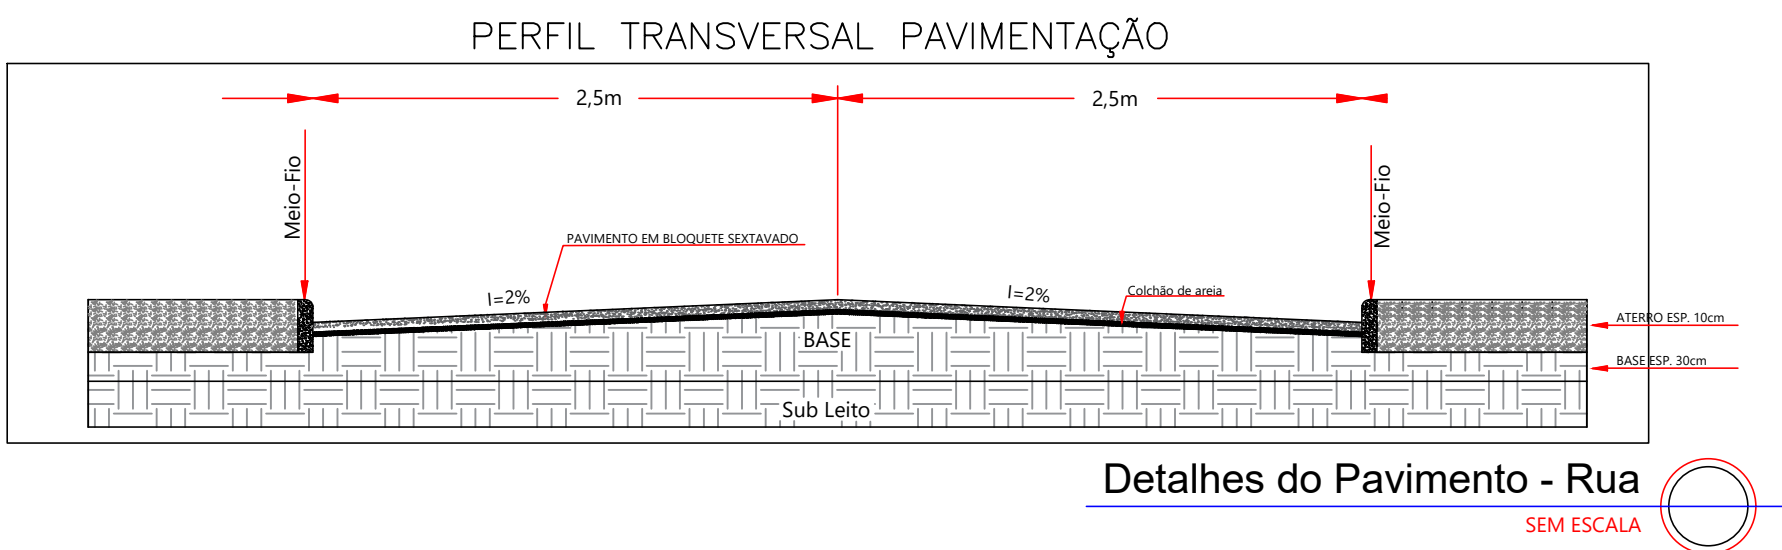 PERFIL TRANSVERSAL PAVIMENTAÇÃO
2,5m
2,5m
Meio-Fio
Meio-Fio
PAVIMENTO EM BLOQUETE SEXTAVADO
I=2%
I=2%
Colchão de areia
ATERRO ESP. 10cm
BASE
BASE ESP. 30cm
Sub Leito
Detalhes do Pavimento - Rua
SEM ESCALA